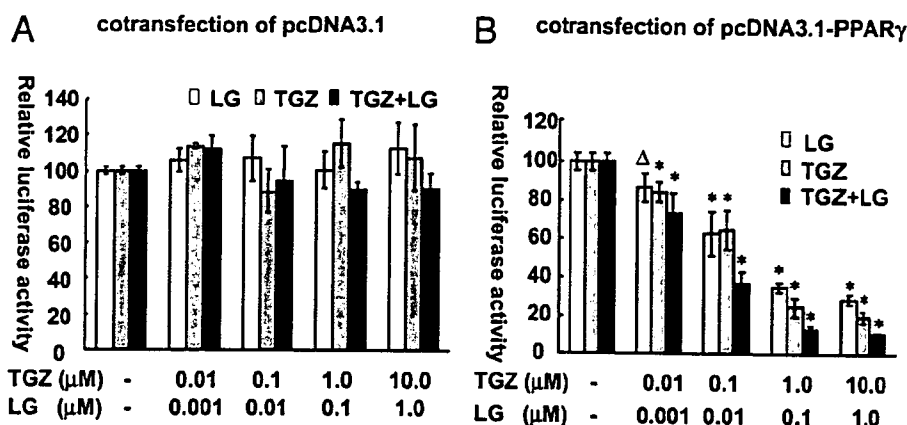 A cotransfection of pcDNA3.1
Relative luciferase activity
140
120
100
80
60
40
20
0
LG TGZ TGZ+LG
TGZ (μM) - 0.01 0.1 1.0 10.0
LG (μM) - 0.001 0.01 0.1 1.0
B cotransfection of pcDNA3.1-PPARγ
Relative luciferase activity
120
100
80
60
40
20
0
LG
TGZ
TGZ+LG
Δ * *
* * *
* * *
* * *
TGZ (μM) - 0.01 0.1 1.0 10.0
LG (μM) - 0.001 0.01 0.1 1.0